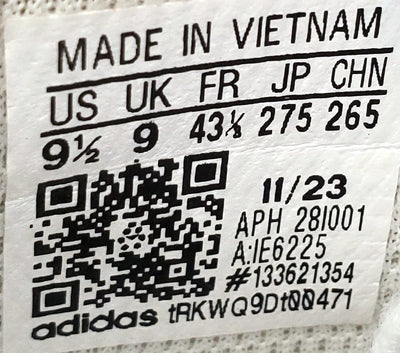 MADE IN VIETNAM
US UK FR JP CHN
9½ 9 43⅓ 275 265
11/23
APH 28I001
A:IE6225
#133621354
adidas tRKWQ9Dt00471